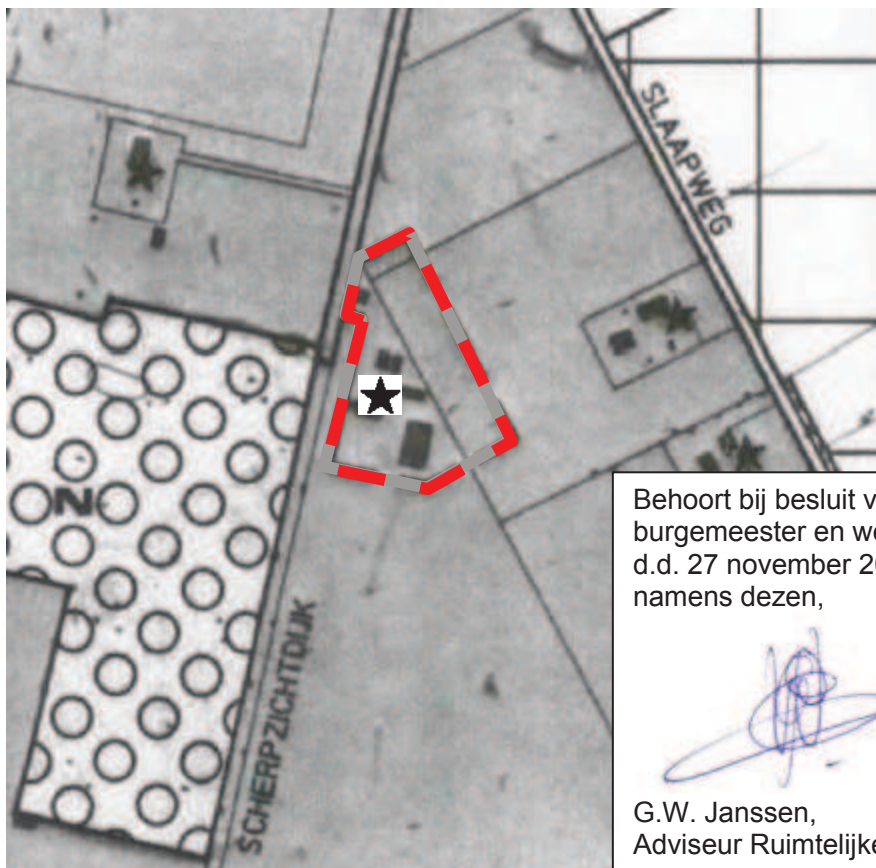 SLAAPWEG
N
SCHERPZICHTDIJK
Behoort bij besluit v
burgemeester en we
d.d. 27 november 20
namens dezen,
G.W. Janssen,
Adviseur Ruimtelijke